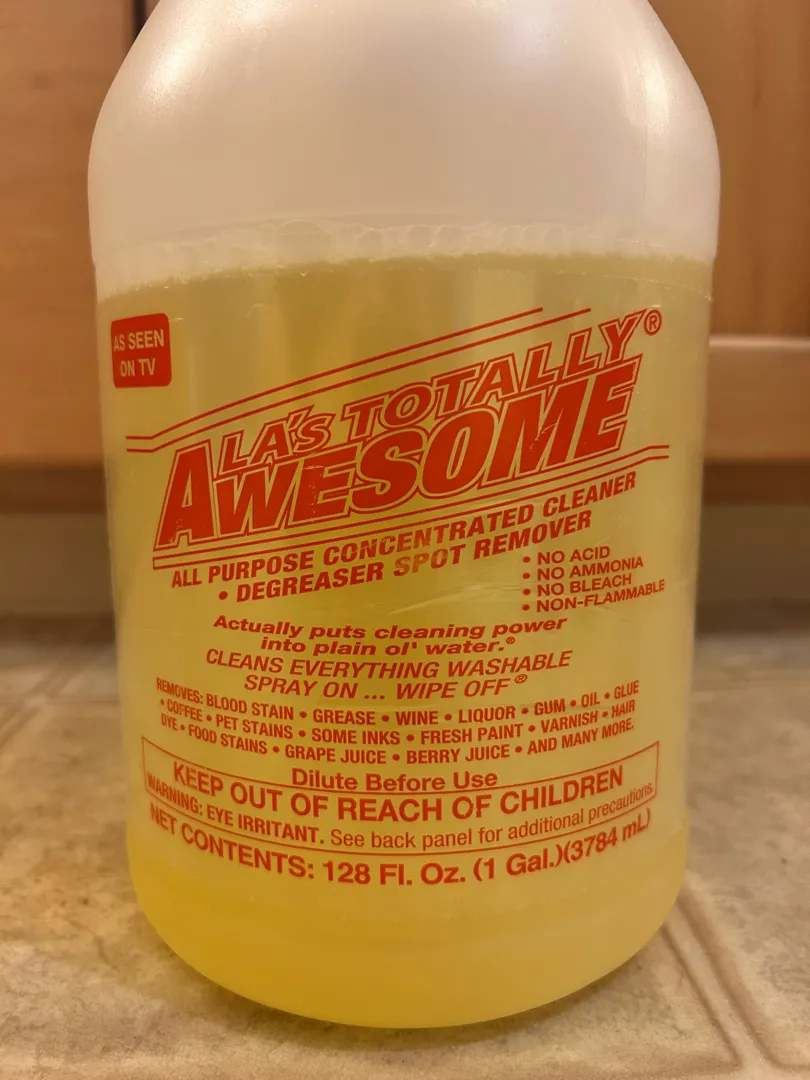 AS SEEN
ON TV
LA's TOTALLY®
AWESOME
ALL PURPOSE CONCENTRATED CLEANER
• DEGREASER SPOT REMOVER
• NO ACID
• NO AMMONIA
• NO BLEACH
• NON-FLAMMABLE
Actually puts cleaning power
into plain ol' water.®
CLEANS EVERYTHING WASHABLE
SPRAY ON ... WIPE OFF®
REMOVES: BLOOD STAIN • GREASE • WINE • LIQUOR • GUM • OIL • GLUE
• COFFEE • PET STAINS • SOME INKS • FRESH PAINT • VARNISH • HAIR
DYE • FOOD STAINS • GRAPE JUICE • BERRY JUICE • AND MANY MORE.
Dilute Before Use
KEEP OUT OF REACH OF CHILDREN
WARNING: EYE IRRITANT. See back panel for additional precautions.
NET CONTENTS: 128 Fl. Oz. (1 Gal.)(3784 mL)